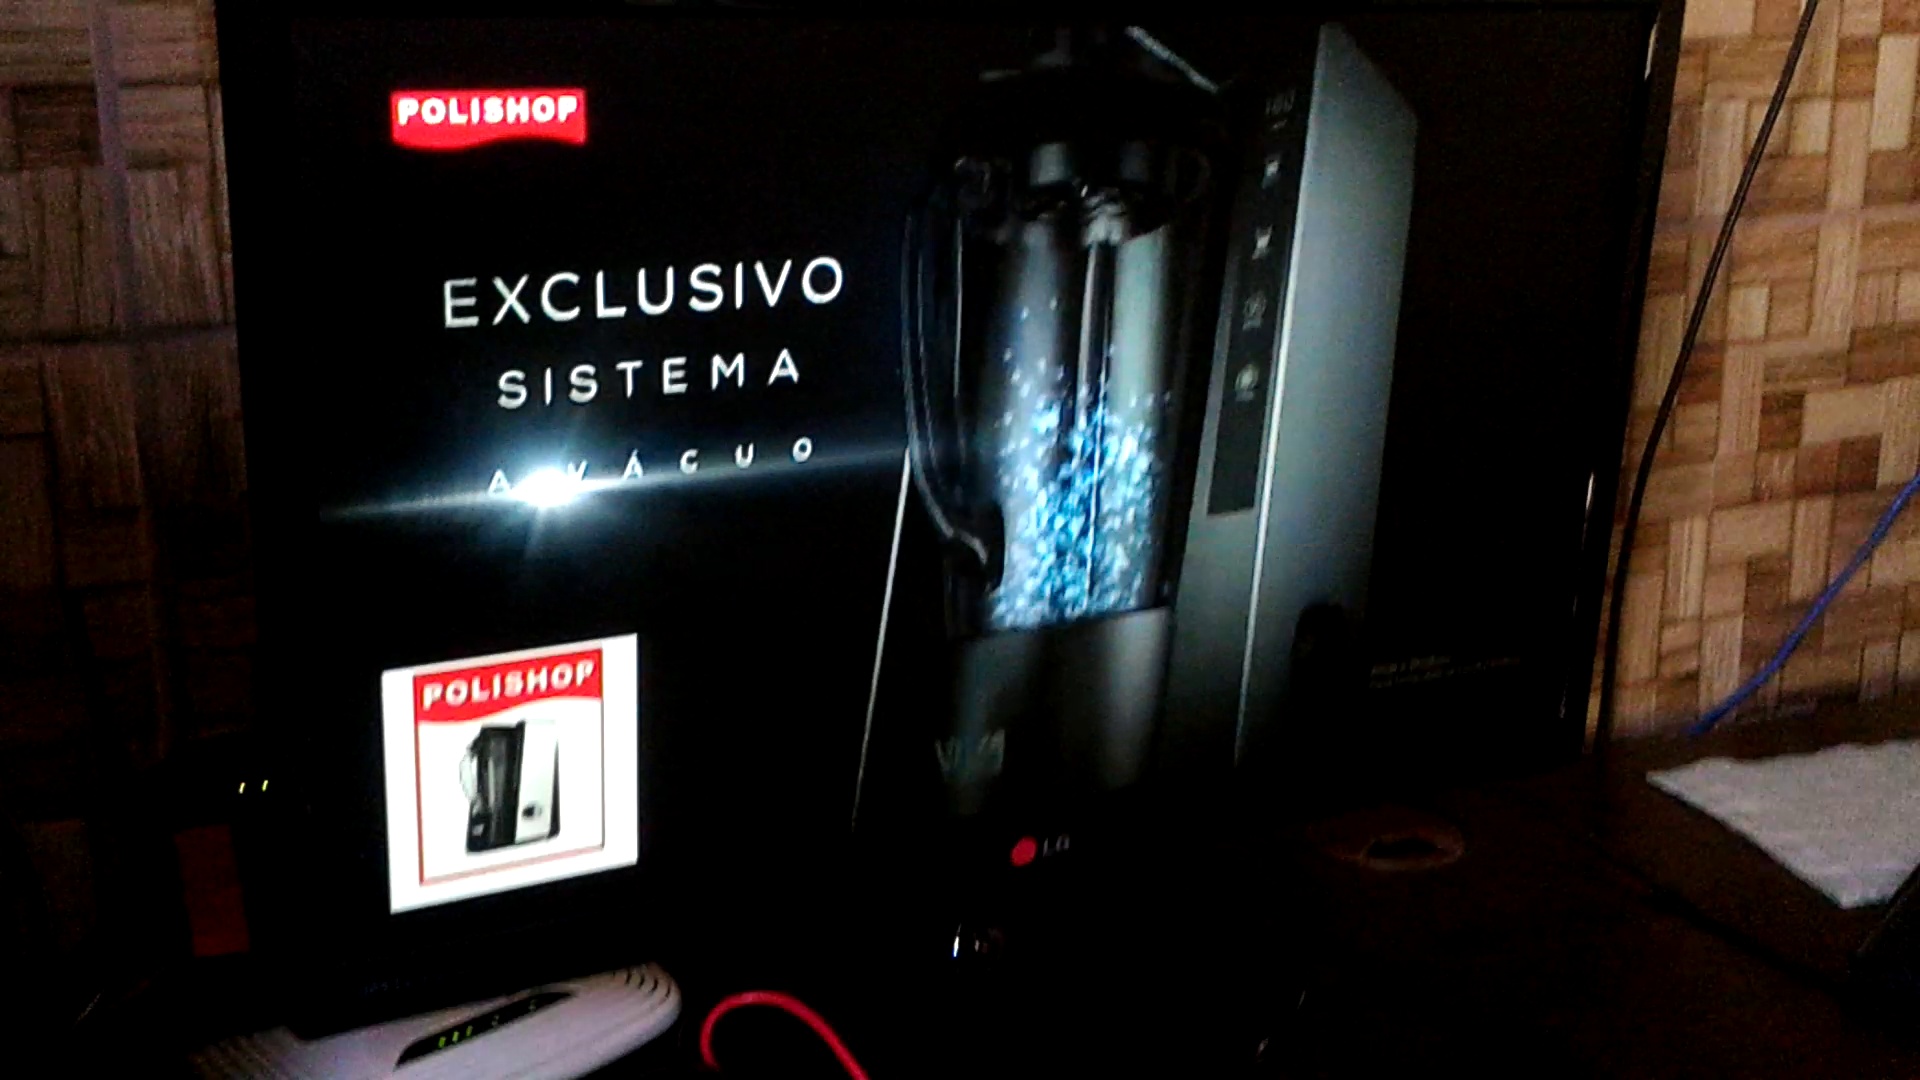 POLISHOP
EXCLUSIVO
SISTEMA
A VÁCUO
POLISHOP
LG